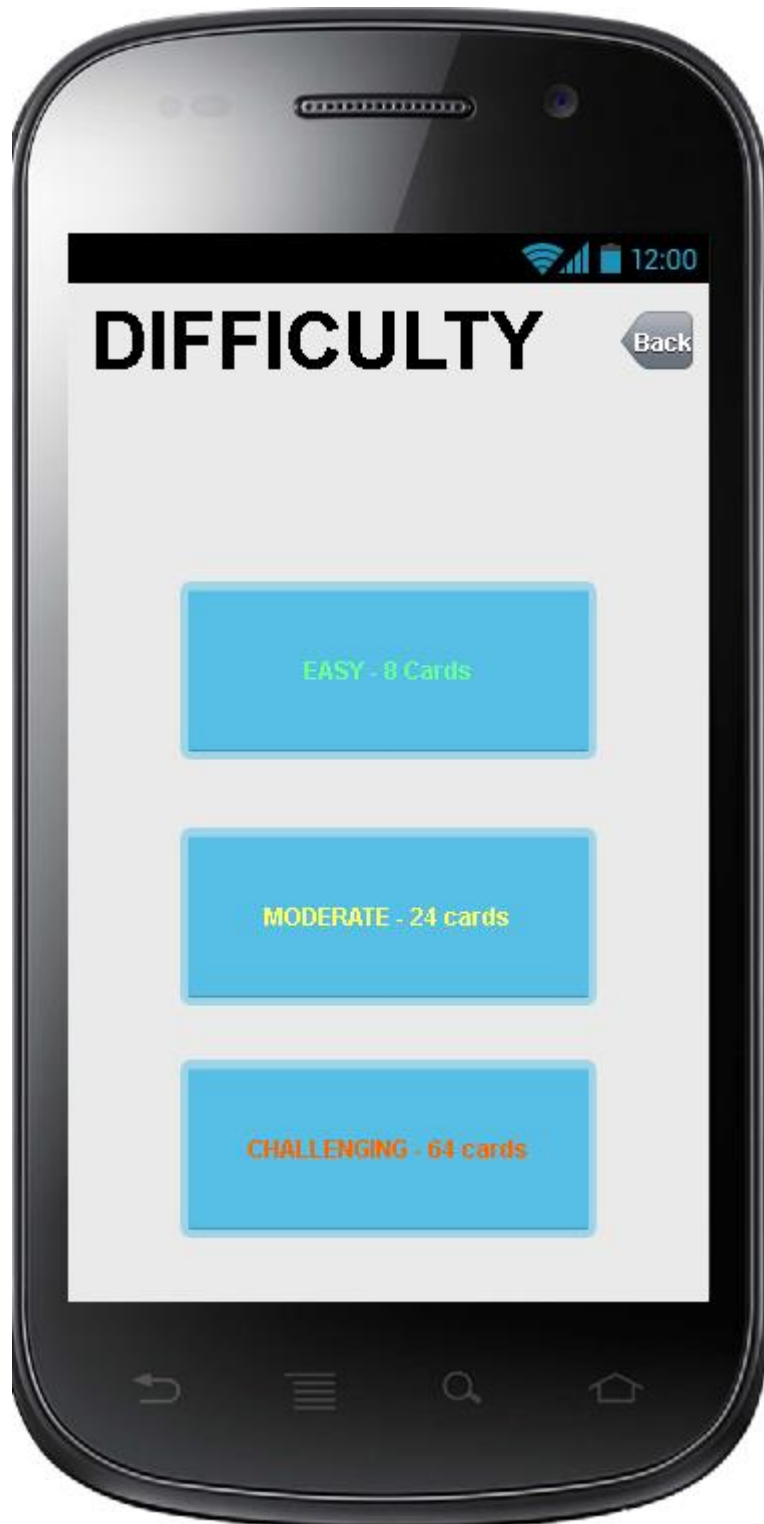 12:00
DIFFICULTY
Back
EASY - 8 Cards
MODERATE - 24 cards
CHALLENGING - 64 cards